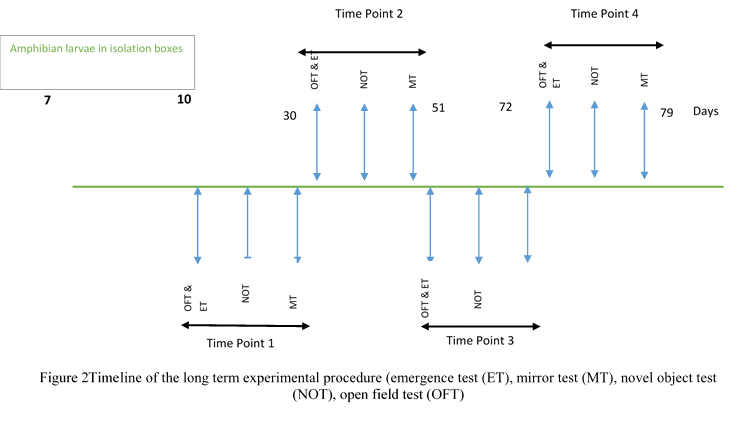 Time Point 2
Time Point 4
Amphibian larvae in isolation boxes
OFT & ET
NOT
MT
OFT &
ET
NOT
MT
7
10
30
51
72
79
Days
OFT &
ET
NOT
MT
OFT & ET
NOT
Time Point 1
Time Point 3
Figure 2Timeline of the long term experimental procedure (emergence test (ET), mirror test (MT), novel object test
(NOT), open field test (OFT)